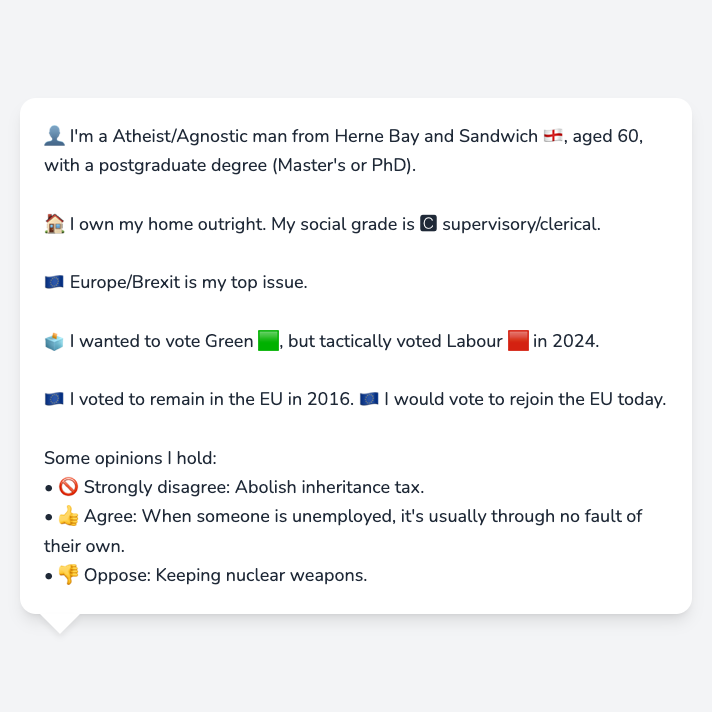 👤 I'm a Atheist/Agnostic man from Herne Bay and Sandwich 🏴󠁧󠁢󠁥󠁮󠁧󠁿, aged 60,
with a postgraduate degree (Master's or PhD).
🏠 I own my home outright. My social grade is 🅲 supervisory/clerical.
🇪🇺 Europe/Brexit is my top issue.
🗳️ I wanted to vote Green 🟩, but tactically voted Labour 🟥 in 2024.
🇪🇺 I voted to remain in the EU in 2016. 🇪🇺 I would vote to rejoin the EU today.
Some opinions I hold:
• 🚫 Strongly disagree: Abolish inheritance tax.
• 👍 Agree: When someone is unemployed, it's usually through no fault of
their own.
• 👎 Oppose: Keeping nuclear weapons.